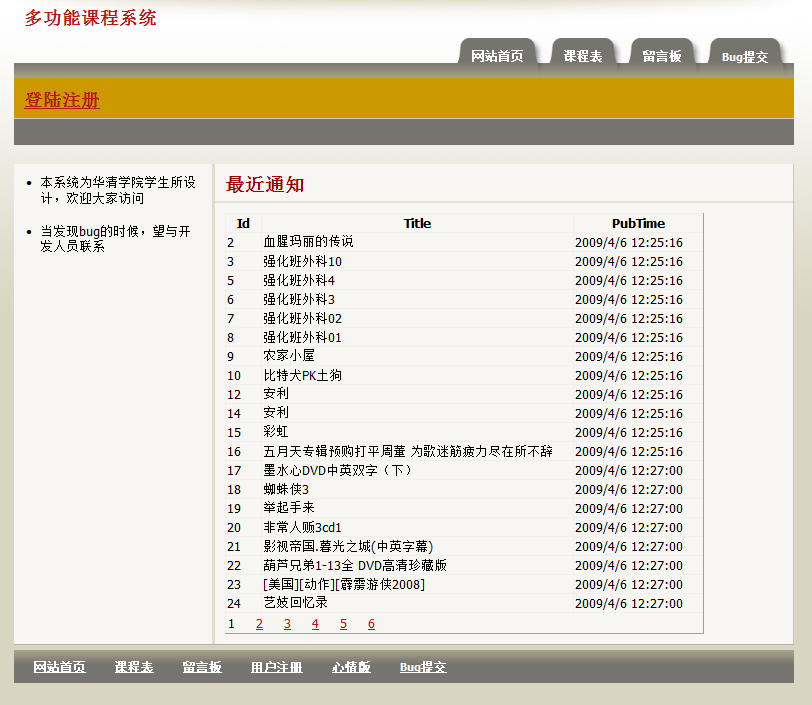 多功能课程系统
网站首页 课程表 留言板 Bug提交
登陆注册
本系统为华清学院学生所设
计，欢迎大家访问
当发现bug的时候，望与开
发人员联系
最近通知
Id Title PubTime
2 血腥玛丽的传说 2009/4/6 12:25:16
3 强化班外科10 2009/4/6 12:25:16
5 强化班外科4 2009/4/6 12:25:16
6 强化班外科3 2009/4/6 12:25:16
7 强化班外科02 2009/4/6 12:25:16
8 强化班外科01 2009/4/6 12:25:16
9 农家小屋 2009/4/6 12:25:16
10 比特犬PK土狗 2009/4/6 12:25:16
12 安利 2009/4/6 12:25:16
14 安利 2009/4/6 12:25:16
15 彩虹 2009/4/6 12:25:16
16 五月天专辑预购打平周董 为歌迷筋疲力尽在所不辞 2009/4/6 12:25:16
17 墨水心DVD中英双字（下） 2009/4/6 12:27:00
18 蜘蛛侠3 2009/4/6 12:27:00
19 举起手来 2009/4/6 12:27:00
20 非常人贩3cd1 2009/4/6 12:27:00
21 影视帝国.暮光之城(中英字幕) 2009/4/6 12:27:00
22 葫芦兄弟1-13全 DVD高清珍藏版 2009/4/6 12:27:00
23 [美国][动作][霹雳游侠2008] 2009/4/6 12:27:00
24 艺妓回忆录 2009/4/6 12:27:00
1 2 3 4 5 6
网站首页 课程表 留言板 用户注册 心情版 Bug提交